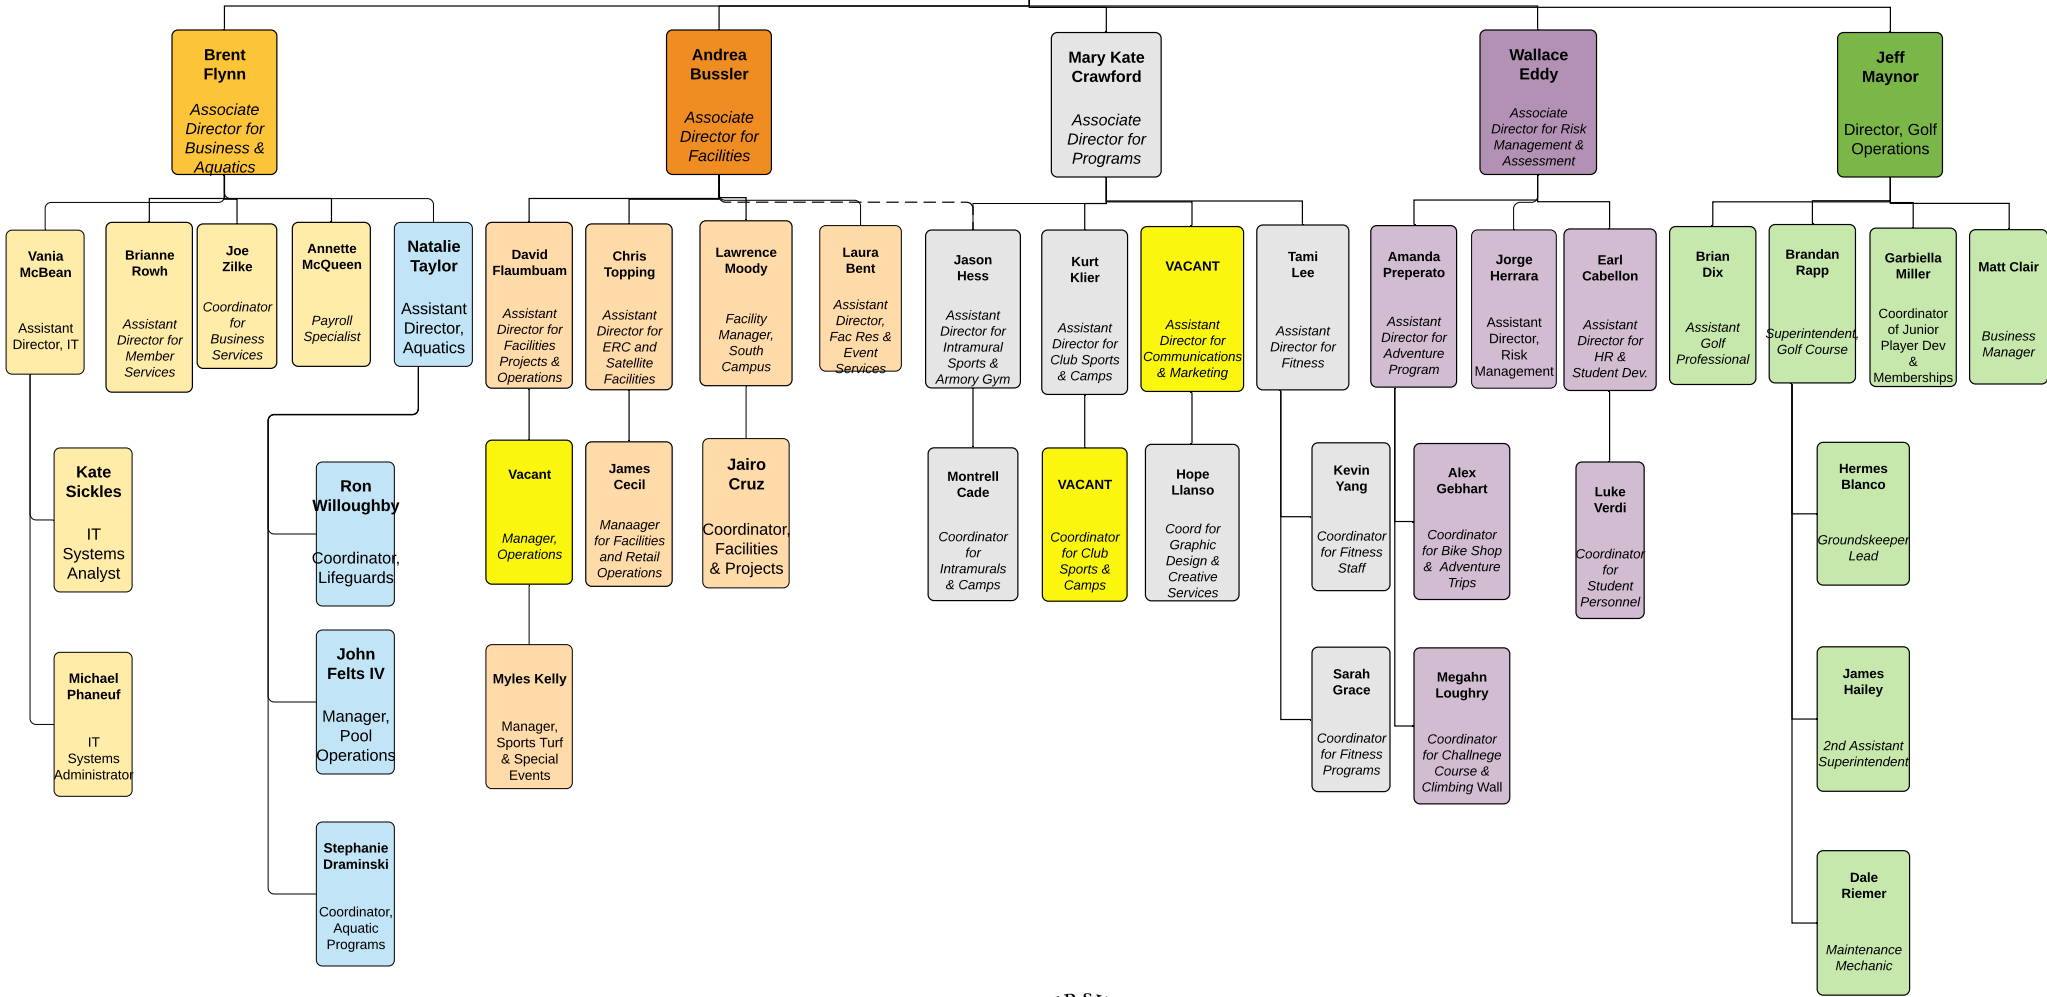 Brent
Flynn
Associate
Director for
Business &
Aquatics
Andrea
Bussler
Associate
Director for
Facilities
Mary Kate
Crawford
Associate
Director for
Programs
Wallace
Eddy
Associate
Director for Risk
Management &
Assessment
Jeff
Maynor
Director, Golf
Operations
Vania
McBean
Assistant
Director, IT
Brianne
Rowh
Assistant
Director for
Member
Services
Joe
Zilke
Coordinator
for
Business
Services
Annette
McQueen
Payroll
Specialist
Natalie
Taylor
Assistant
Director,
Aquatics
David
Flaumbuam
Assistant
Director for
Facilities
Projects &
Operations
Chris
Topping
Assistant
Director for
ERC and
Satellite
Facilities
Lawrence
Moody
Facility
Manager,
South
Campus
Laura
Bent
Assistant
Director,
Fac Res &
Event
Services
Jason
Hess
Assistant
Director for
Intramural
Sports &
Armory Gym
Kurt
Klier
Assistant
Director for
Club Sports
& Camps
VACANT
Assistant
Director for
Communications
& Marketing
Tami
Lee
Assistant
Director for
Fitness
Amanda
Preperato
Assistant
Director for
Adventure
Program
Jorge
Herrara
Assistant
Director,
Risk
Management
Earl
Cabellon
Assistant
Director for
HR &
Student Dev.
Brian
Dix
Assistant
Golf
Professional
Brandan
Rapp
Superintendent,
Golf Course
Garbiella
Miller
Coordinator
of Junior
Player Dev
&
Memberships
Matt Clair
Business
Manager
Kate
Sickles
IT
Systems
Analyst
Ron
Willoughby
Coordinator,
Lifeguards
Vacant
Manager,
Operations
James
Cecil
Manaager
for Facilities
and Retail
Operations
Jairo
Cruz
Coordinator,
Facilities
& Projects
Montrell
Cade
Coordinator
for
Intramurals
& Camps
VACANT
Coordinator
for Club
Sports &
Camps
Hope
Llanso
Coord for
Graphic
Design &
Creative
Services
Kevin
Yang
Coordinator
for Fitness
Staff
Alex
Gebhart
Coordinator
for Bike Shop
& Adventure
Trips
Luke
Verdi
Coordinator
for
Student
Personnel
Hermes
Blanco
Groundskeeper
Lead
Michael
Phaneuf
IT
Systems
Administrator
John
Felts IV
Manager,
Pool
Operations
Myles Kelly
Manager,
Sports Turf
& Special
Events
Sarah
Grace
Coordinator
for Fitness
Programs
Megahn
Loughry
Coordinator
for Challnege
Course &
Climbing Wall
James
Hailey
2nd Assistant
Superintendent
Stephanie
Draminski
Coordinator,
Aquatic
Programs
Dale
Riemer
Maintenance
Mechanic